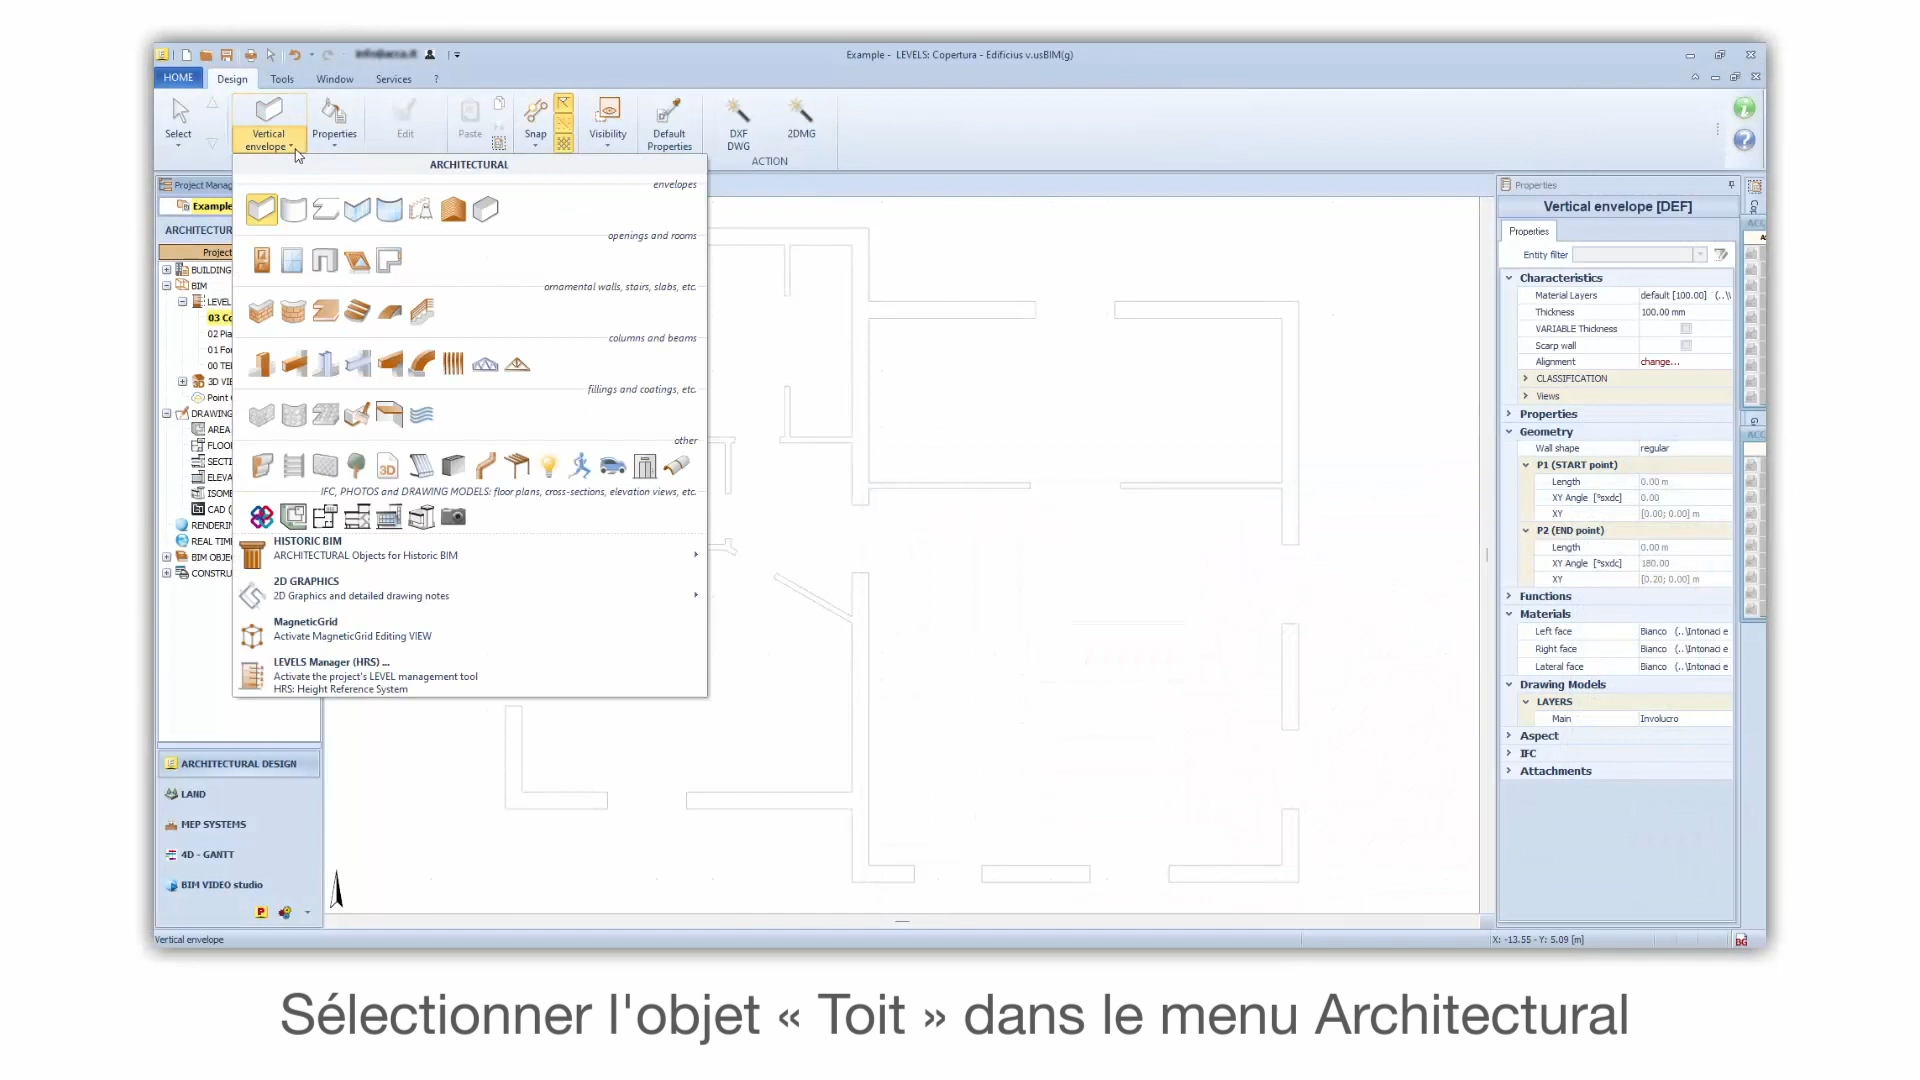 Example - LEVELS: Copertura - Edificius v.usBIM(g)
HOME Design Tools Window Services ?
Select
Vertical envelope
Properties
Edit
Paste
Snap
Visibility
Default Properties
DXF DWG
2DMG
ACTION
ARCHITECTURAL
envelopes
openings and rooms
ornamental walls, stairs, slabs, etc.
columns and beams
fillings and coatings, etc.
other
3D
IFC, PHOTOS and DRAWING MODELS: floor plans, cross-sections, elevation views, etc.
HISTORIC BIM
ARCHITECTURAL Objects for Historic BIM
2D GRAPHICS
2D Graphics and detailed drawing notes
MagneticGrid
Activate MagneticGrid Editing VIEW
LEVELS Manager (HRS) ...
Activate the project's LEVEL management tool
HRS: Height Reference System
Project Manag
Example
ARCHITECTUR
Project
BUILDING
BIM
LEVEL
03 Co
02 Pia
01 For
00 TE
3D VIE
Point
DRAWING
AREA
FLOO
SECTI
ELEVA
ISOME
CAD (
RENDERIN
REAL TIME
BIM OBJE
CONSTRU
ARCHITECTURAL DESIGN
LAND
MEP SYSTEMS
4D - GANTT
BIM VIDEO studio
P
Vertical envelope
Properties
Vertical envelope [DEF]
Properties
Entity filter
Characteristics
Material Layers default [100.00] (..\\
Thickness 100.00 mm
VARIABLE Thickness
Scarp wall
Alignment change...
CLASSIFICATION
Views
Properties
Geometry
Wall shape regular
P1 (START point)
Length 0.00 m
XY Angle [°sxdc] 0.00
XY [0.00; 0.00] m
P2 (END point)
Length 0.00 m
XY Angle [°sxdc] 180.00
XY [0.20; 0.00] m
Functions
Materials
Left face Bianco (..\Intonaci e
Right face Bianco (..\Intonaci e
Lateral face Bianco (..\Intonaci e
Drawing Models
LAYERS
Main Involucro
Aspect
IFC
Attachments
X: -13.55 - Y: 5.09 [m]
BG
Sélectionner l'objet « Toit » dans le menu Architectural